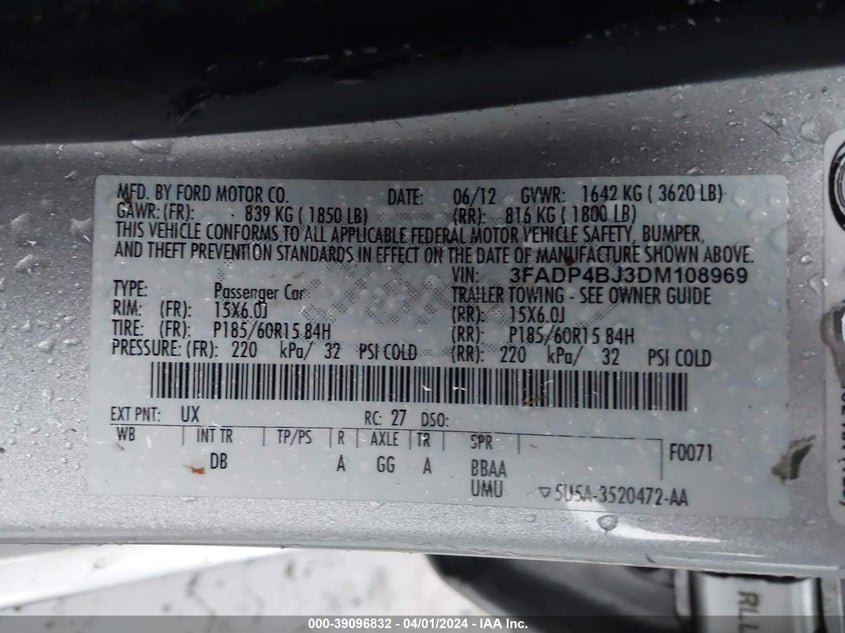 MFD. BY FORD MOTOR CO. DATE: 06/12 GVWR: 1642 KG ( 3620 LB)
GAWR: (FR): 839 KG ( 1850 LB) (RR): 816 KG ( 1800 LB)
THIS VEHICLE CONFORMS TO ALL APPLICABLE FEDERAL MOTOR VEHICLE SAFETY, BUMPER,
AND THEFT PREVENTION STANDARDS IN EFFECT ON THE DATE OF MANUFACTURE SHOWN ABOVE.
VIN: 3FADP4BJ3DM108969
TYPE: Passenger Car TRAILER TOWING - SEE OWNER GUIDE
RIM: (FR): 15X6.0J (RR): 15X6.0J
TIRE: (FR): P185/60R15 84H (RR): P185/60R15 84H
PRESSURE: (FR): 220 kPa/ 32 PSI COLD (RR): 220 kPa/ 32 PSI COLD
EXT PNT: UX RC: 27 DSO:
WB INT TR TP/PS R AXLE TR SPR F0071
DB A GG A BBAA
UMU ▽5U5A-3520472-AA
RLL
000-39096832 - 04/01/2024 - IAA Inc.